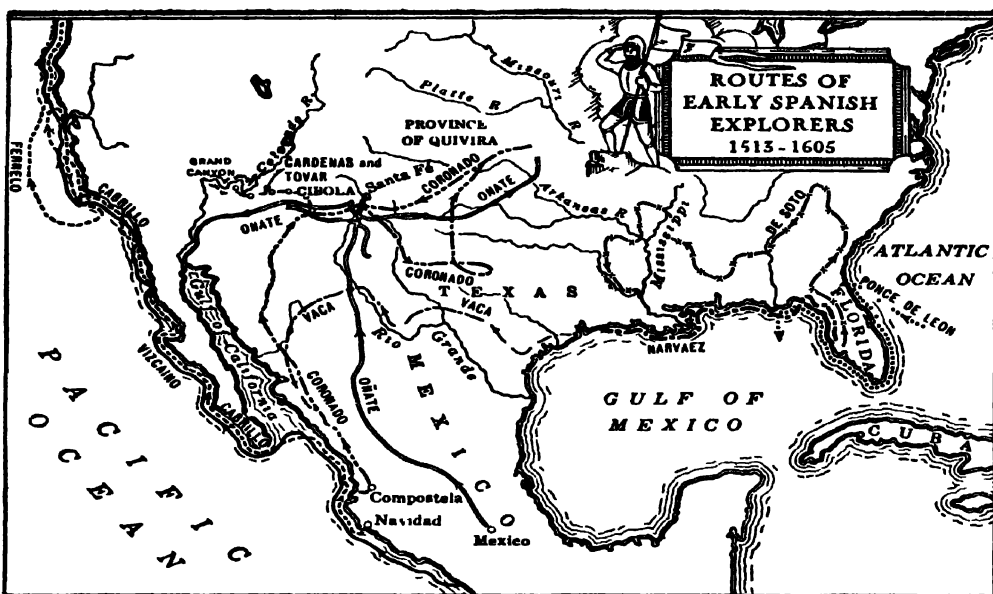 ROUTES OF
EARLY SPANISH
EXPLORERS
1513-1605
Missouri R
Platte R
PROVINCE
OF QUIVIRA
Colorado R
GRAND
CANYON
CARDENAS and
TOVAR
CIBOLA
Santa Fé
CORONADO
OÑATE
Arkansas R
Mississippi
DE SOTO
ATLANTIC
OCEAN
PONCE DE LEON
FLORIDA
FERRELO
CABRILLO
OÑATE
CORONADO
TEXAS
VACA
VACA
NARVAEZ
Rio Grande
Gulf of California
VIZCAINO
CABRILLO
CORONADO
OÑATE
MEXICO
GULF OF
MEXICO
CUBA
PACIFIC
OCEAN
Compostela
Navidad
Mexico